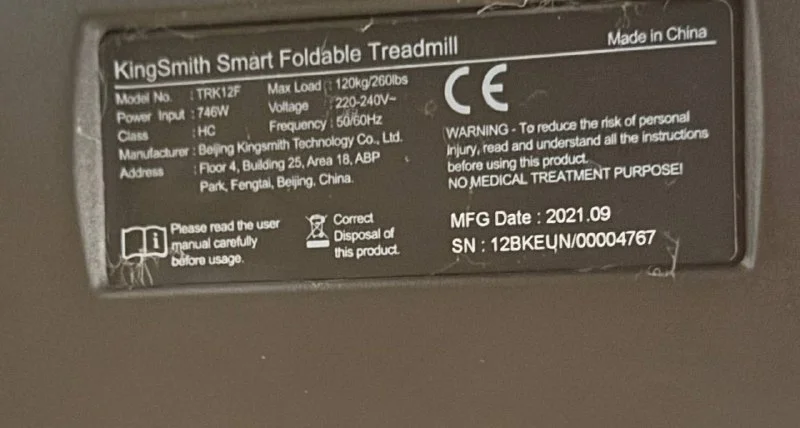 KingSmith Smart Foldable Treadmill
Made in China
Model No. : TRK12F
Power Input : 746W
Class : HC
Max Load : 120kg/260lbs
Voltage : 220-240V~
Frequency : 50/60Hz
Manufacturer : Beijing Kingsmith Technology Co., Ltd.
Address : Floor 4, Building 25, Area 18, ABP
Park, Fengtai, Beijing, China.
CE
WARNING - To reduce the risk of personal
injury, read and understand all the instructions
before using this product.
NO MEDICAL TREATMENT PURPOSE!
Please read the user
manual carefully
before usage.
Correct
Disposal of
this product.
MFG Date : 2021.09
SN : 12BKEUN/00004767